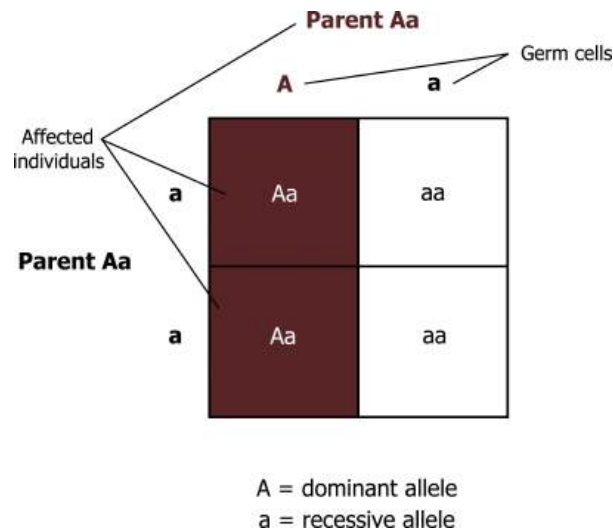 Parent Aa
Germ cells
A a
Affected
individuals
a Aa aa
Parent Aa
a Aa aa
A = dominant allele
a = recessive allele